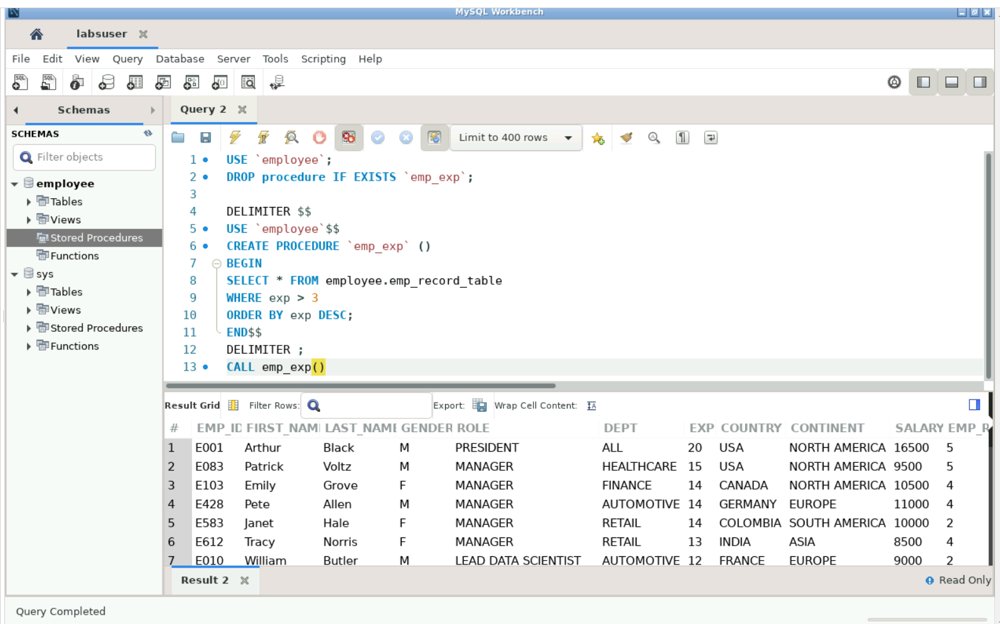 MySQL Workbench
labsuser
File Edit View Query Database Server Tools Scripting Help
Schemas
Query 2
SCHEMAS
Limit to 400 rows
Filter objects
employee
Tables
Views
Stored Procedures
Functions
sys
Tables
Views
Stored Procedures
Functions
1 USE `employee`;
2 DROP procedure IF EXISTS `emp_exp`;
3
4 DELIMITER $$
5 USE `employee`$$
6 CREATE PROCEDURE `emp_exp` ()
7 BEGIN
8 SELECT * FROM employee.emp_record_table
9 WHERE exp > 3
10 ORDER BY exp DESC;
11 END$$
12 DELIMITER ;
13 CALL emp_exp()
Result Grid Filter Rows: Export: Wrap Cell Content:
# EMP_ID FIRST_NAM LAST_NAME GENDER ROLE DEPT EXP COUNTRY CONTINENT SALARY EMP_R
1 E001 Arthur Black M PRESIDENT ALL 20 USA NORTH AMERICA 16500 5
2 E083 Patrick Voltz M MANAGER HEALTHCARE 15 USA NORTH AMERICA 9500 5
3 E103 Emily Grove F MANAGER FINANCE 14 CANADA NORTH AMERICA 10500 4
4 E428 Pete Allen M MANAGER AUTOMOTIVE 14 GERMANY EUROPE 11000 4
5 E583 Janet Hale F MANAGER RETAIL 14 COLOMBIA SOUTH AMERICA 10000 2
6 E612 Tracy Norris F MANAGER RETAIL 13 INDIA ASIA 8500 4
7 E010 William Butler M LEAD DATA SCIENTIST AUTOMOTIVE 12 FRANCE EUROPE 9000 2
Result 2
Read Only
Query Completed